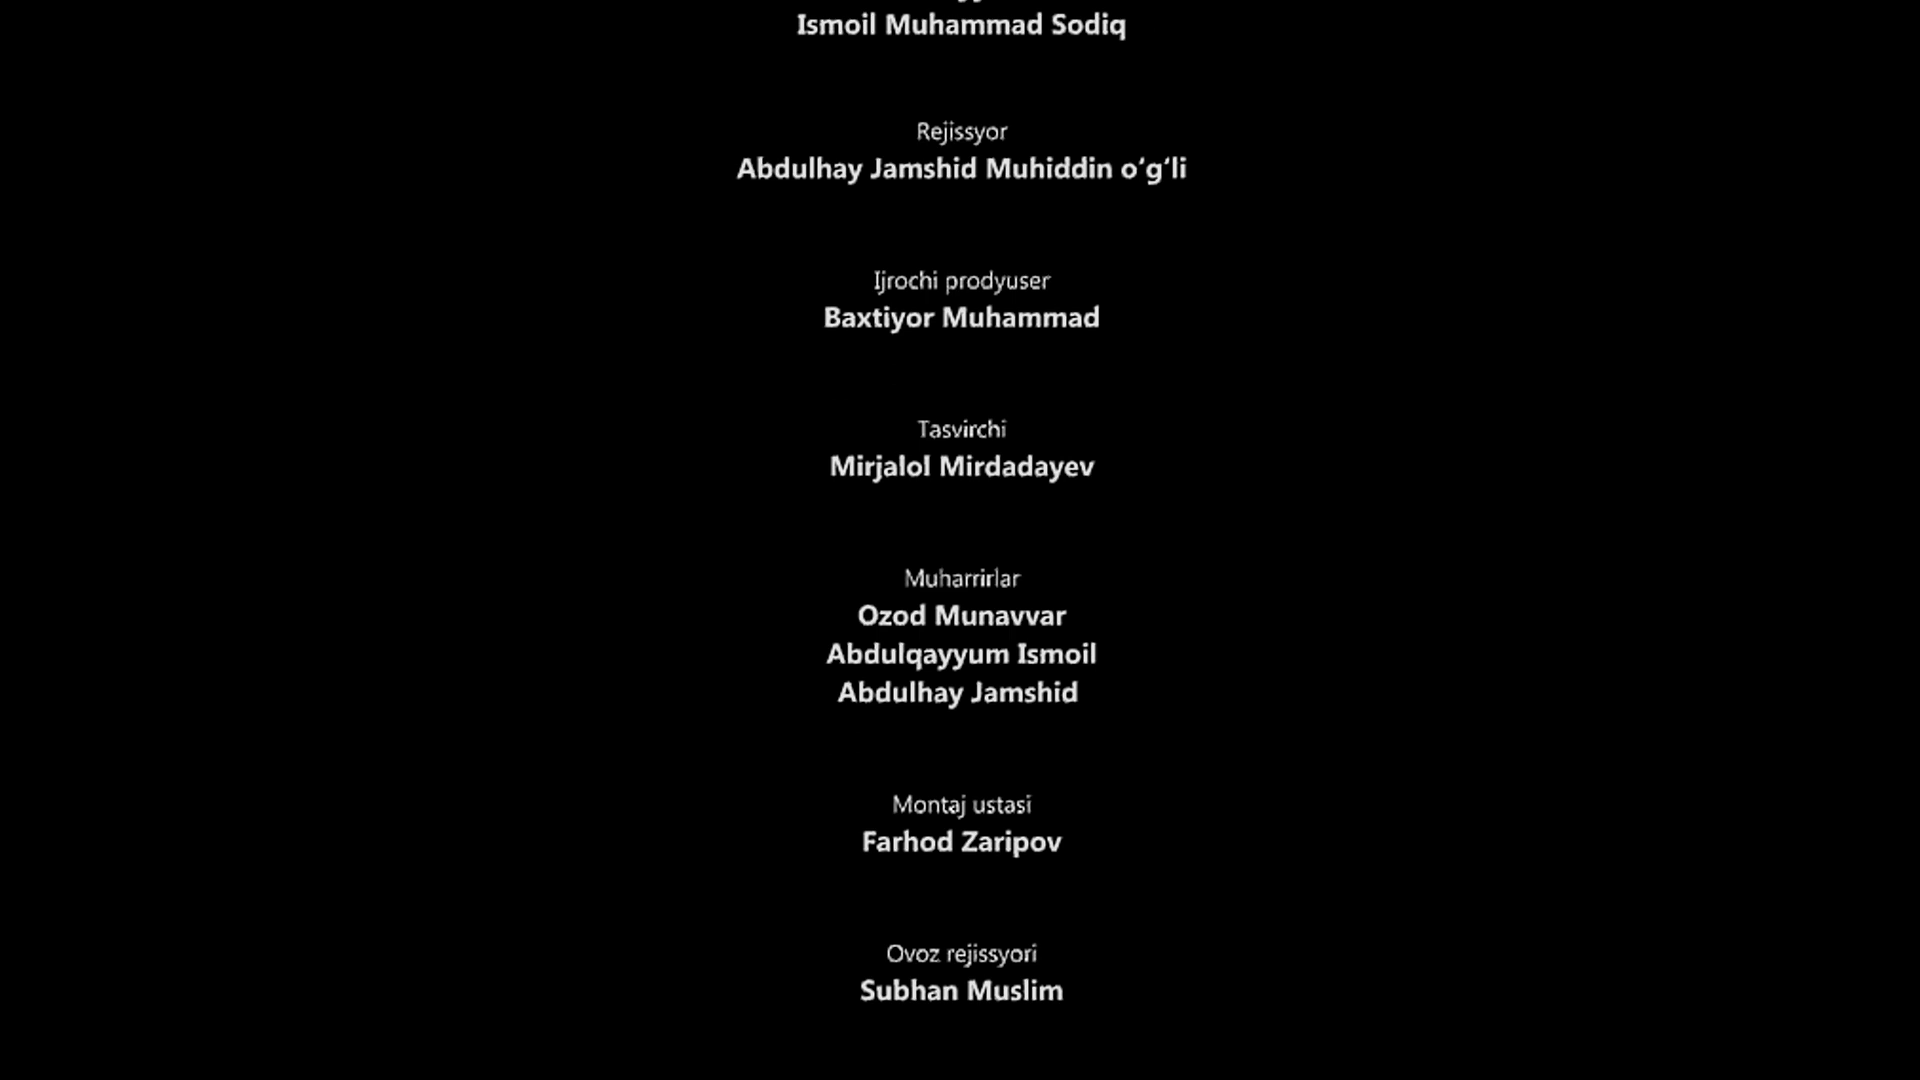 Ismoil Muhammad Sodiq
Rejissyor
Abdulhay Jamshid Muhiddin o‘g‘li
Ijrochi prodyuser
Baxtiyor Muhammad
Tasvirchi
Mirjalol Mirdadayev
Muharrirlar
Ozod Munavvar
Abdulqayyum Ismoil
Abdulhay Jamshid
Montaj ustasi
Farhod Zaripov
Ovoz rejissyori
Subhan Muslim